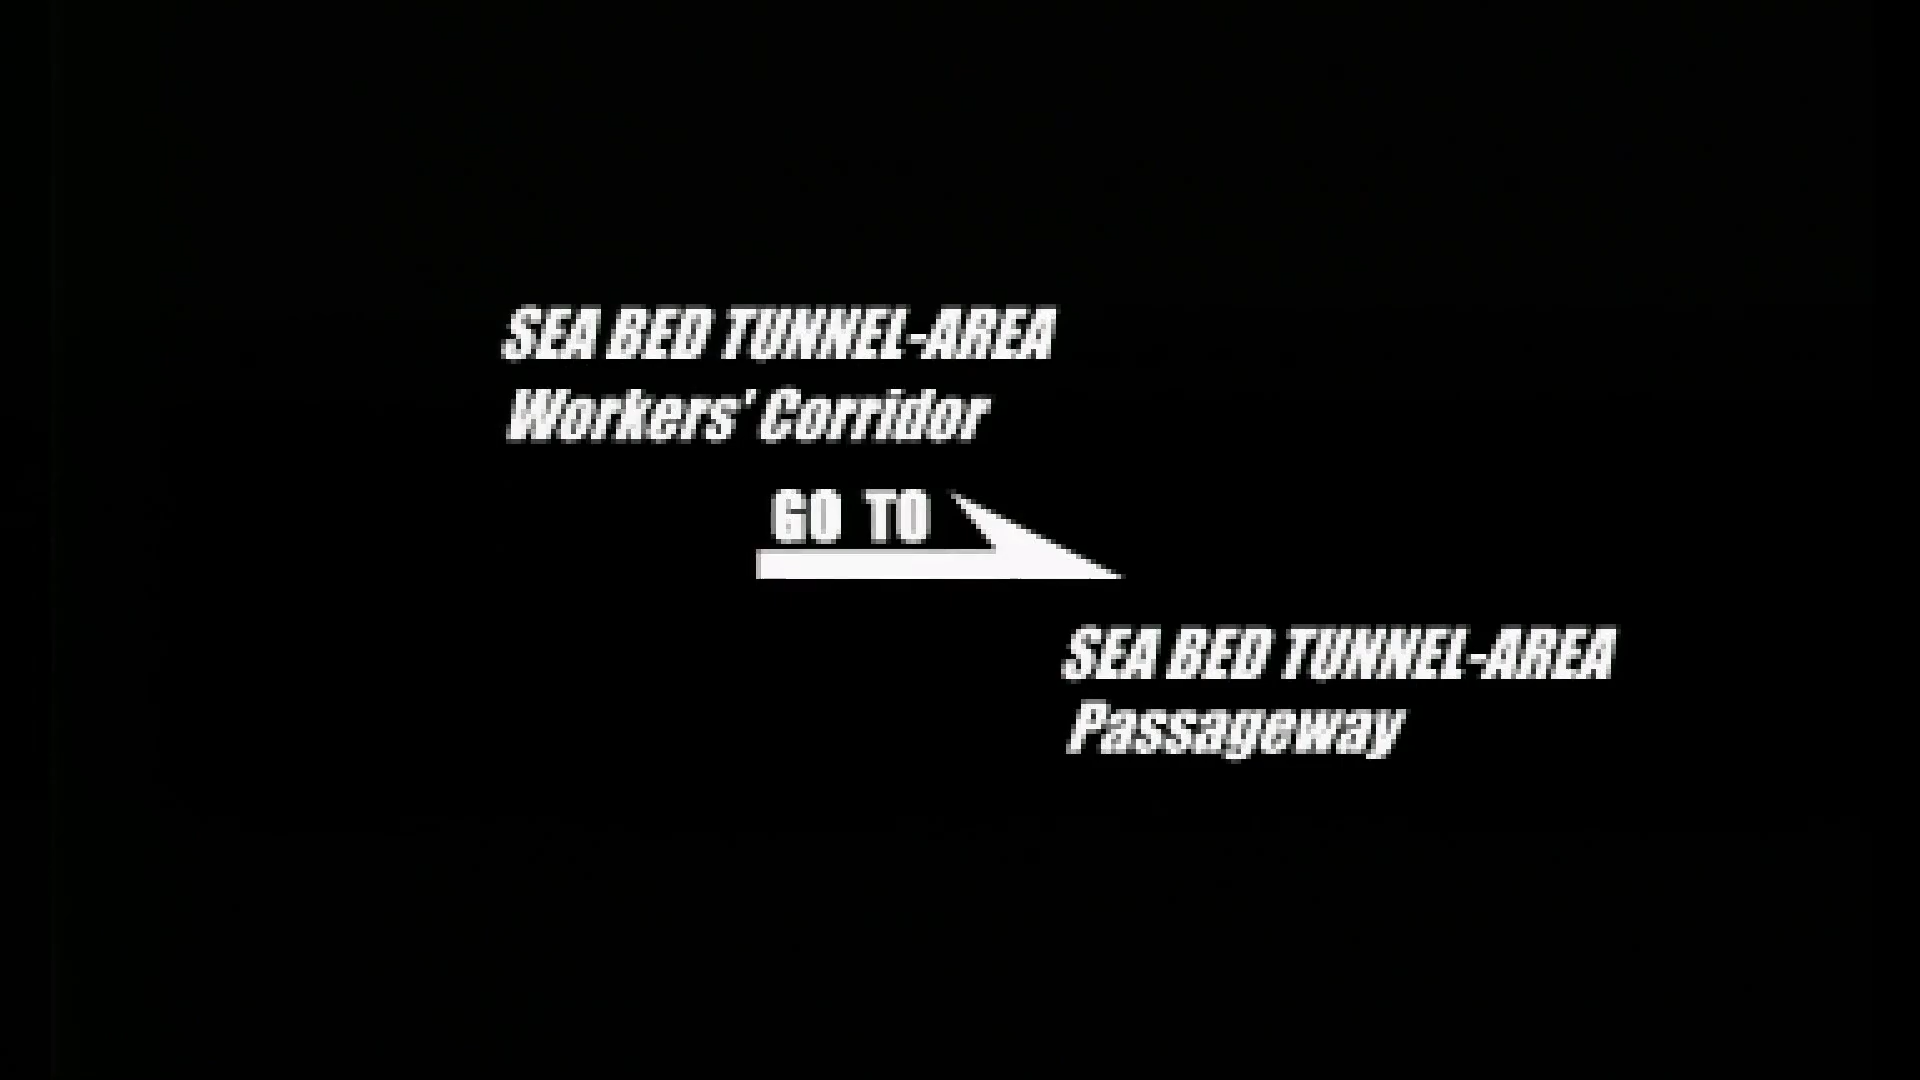 SEA BED TUNNEL-AREA
Workers' Corridor
GO TO
SEA BED TUNNEL-AREA
Passageway